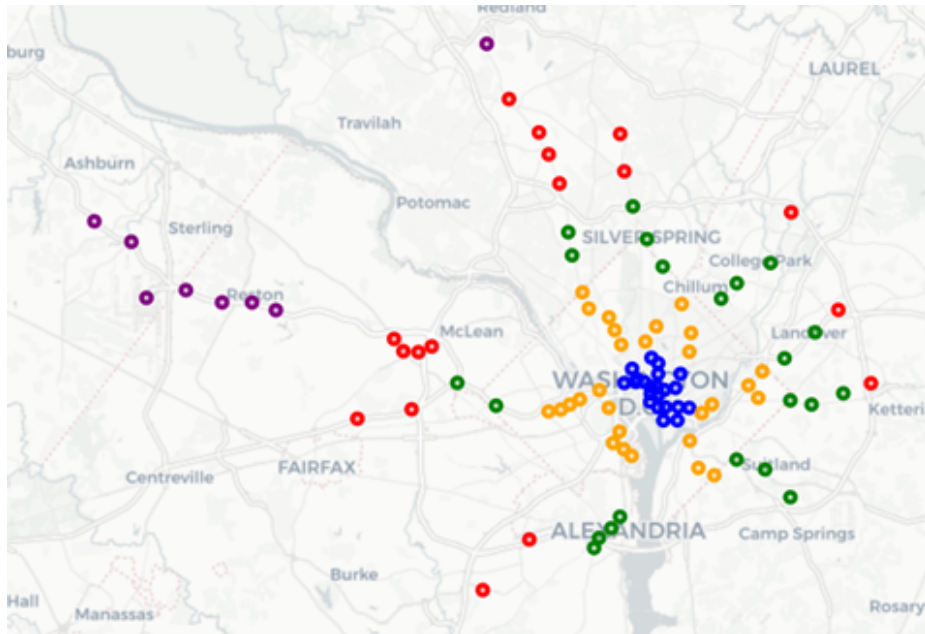 Redland
burg
LAUREL
Travilah
Ashburn
Potomac
Sterling
SILVER SPRING
College Park
Chillum
Reston
McLean
Landover
WASHINGTON
D.C.
Kettering
FAIRFAX
Suitland
Centreville
ALEXANDRIA
Camp Springs
Burke
Hall
Manassas
Rosary